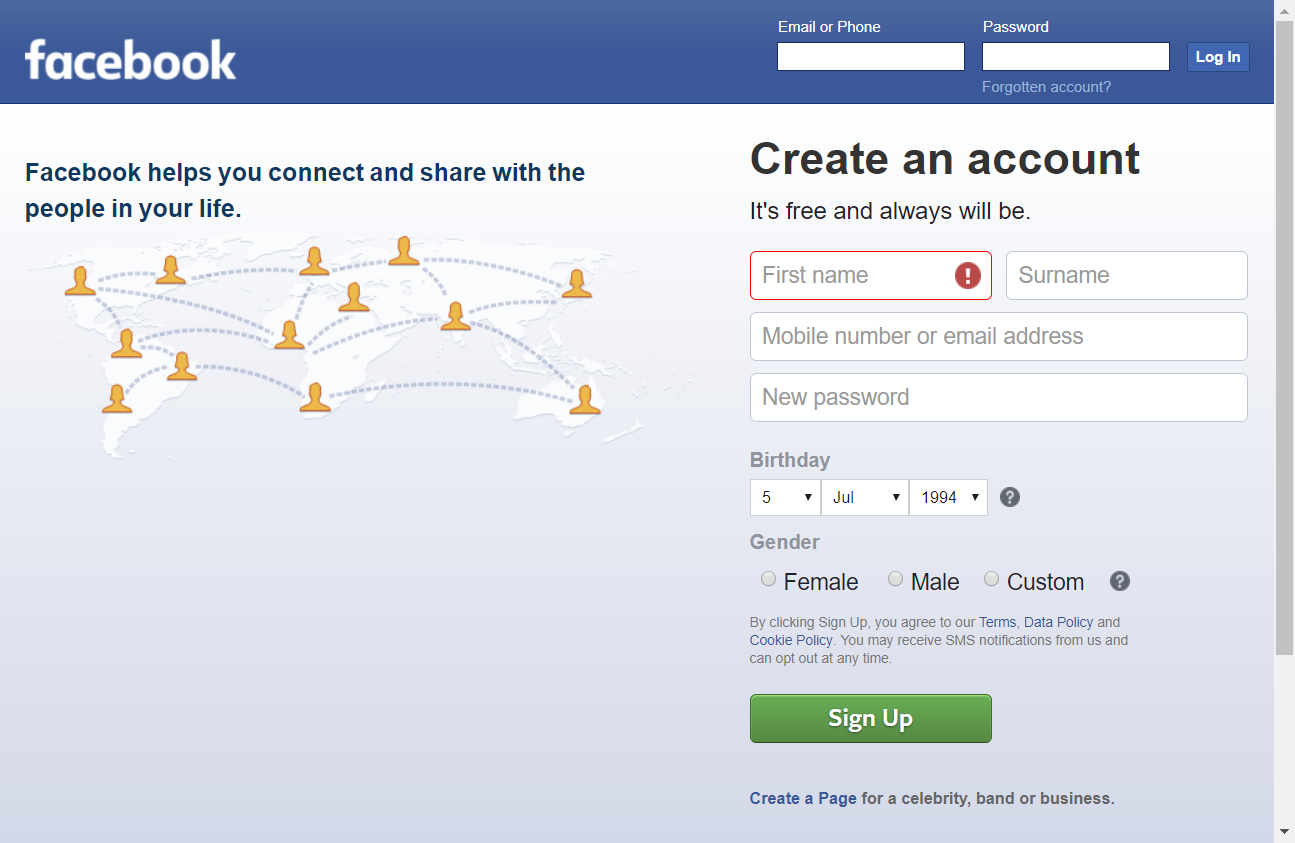 facebook
Email or Phone
Password
Log In
Forgotten account?
Facebook helps you connect and share with the
people in your life.
Create an account
It's free and always will be.
First name
Surname
Mobile number or email address
New password
Birthday
5 Jul 1994 ?
Gender
Female Male Custom ?
By clicking Sign Up, you agree to our Terms, Data Policy and
Cookie Policy. You may receive SMS notifications from us and
can opt out at any time.
Sign Up
Create a Page for a celebrity, band or business.